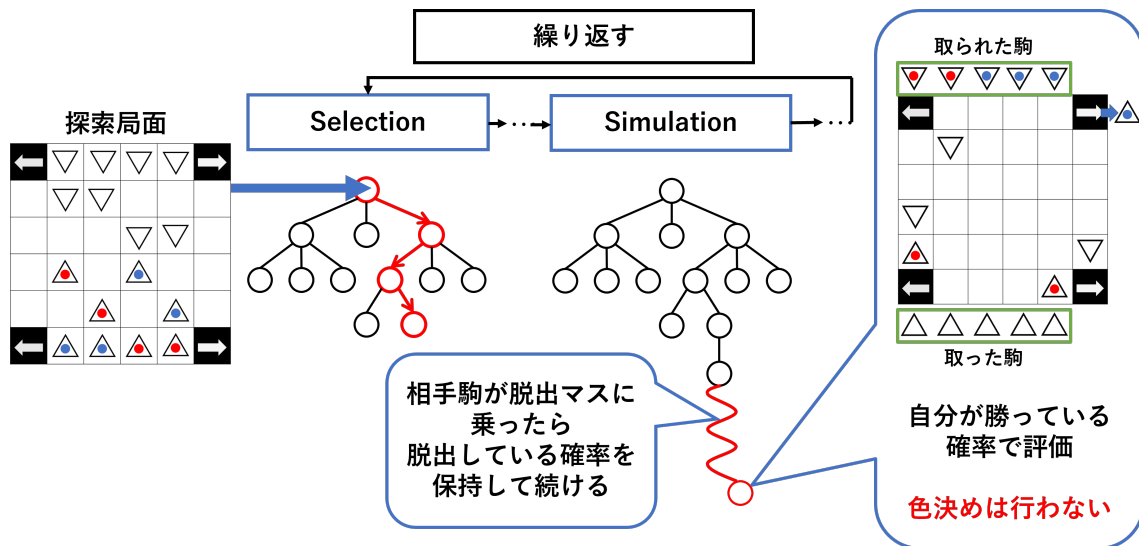 繰り返す
Selection
・・・
Simulation
・・・
探索局面
取られた駒
取った駒
相手駒が脱出マスに
乗ったら
脱出している確率を
保持して続ける
自分が勝っている
確率で評価
色決めは行わない